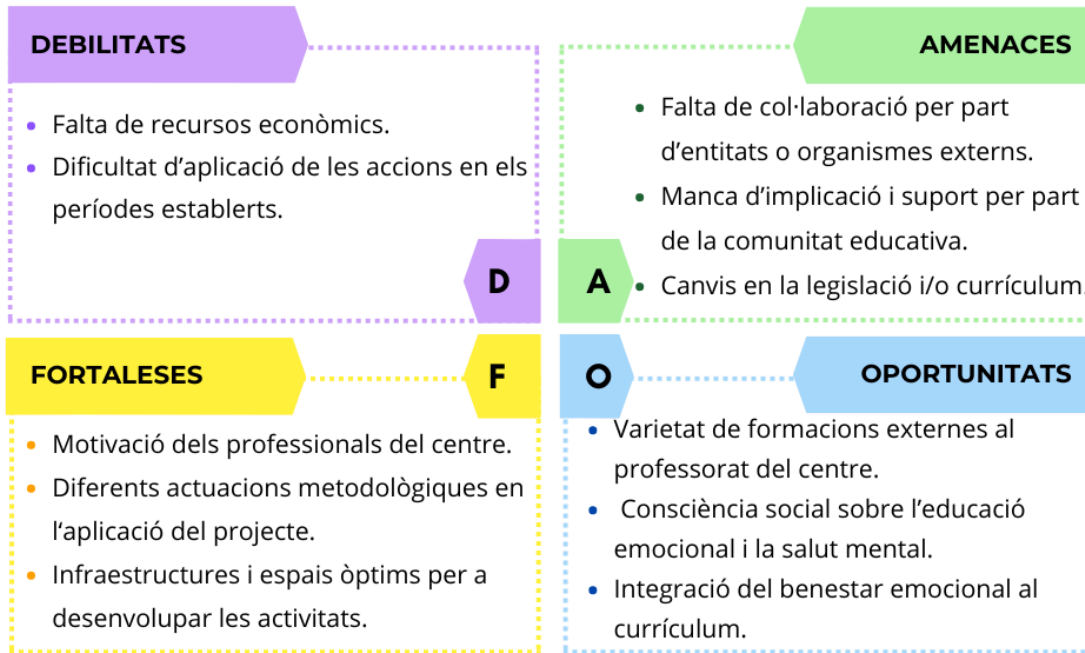 DEBILITATS
• Falta de recursos econòmics.
• Dificultat d’aplicació de les accions en els
períodes establerts.
D
AMENACES
• Falta de col·laboració per part
d’entitats o organismes externs.
• Manca d’implicació i suport per part
de la comunitat educativa.
• Canvis en la legislació i/o currículum.
A
FORTALESES
F
• Motivació dels professionals del centre.
• Diferents actuacions metodològiques en
l‘aplicació del projecte.
• Infraestructures i espais òptims per a
desenvolupar les activitats.
O
OPORTUNITATS
• Varietat de formacions externes al
professorat del centre.
• Consciència social sobre l’educació
emocional i la salut mental.
• Integració del benestar emocional al
currículum.